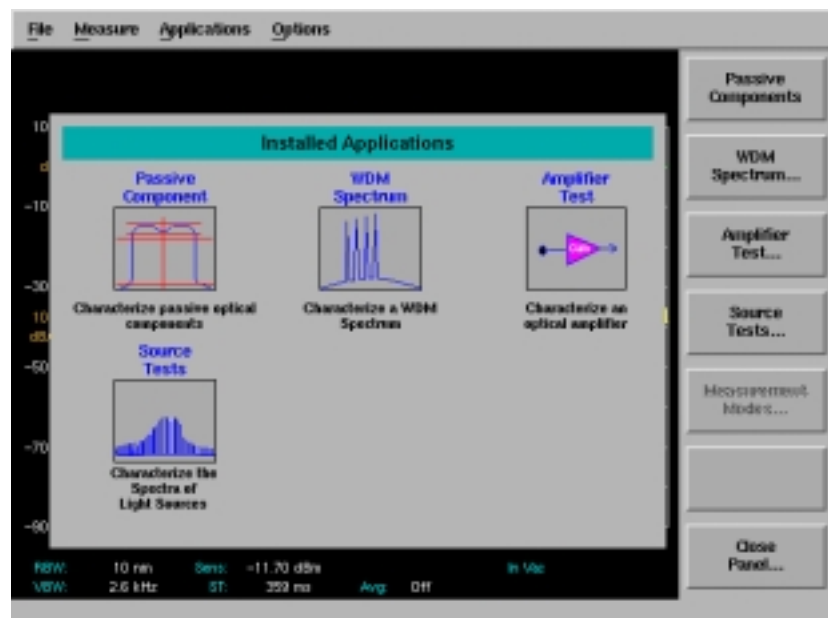 File Measure Applications Options
Passive
Components
WDM
Spectrum...
Amplifier
Test...
Source
Tests...
Measurement
Modes...
Close
Panel...
Installed Applications
Passive
Component
Characterize passive optical
components
WDM
Spectrum
Characterize a WDM
Spectrum
Amplifier
Test
Gain
Characterize an
optical amplifier
Source
Tests
Characterize the
Spectra of
Light Sources
10
-10
-30
10
-50
-70
-90
RBW: 10 nm Sens: -11.70 dBm In Vac
VBW: 2.6 kHz ST: 359 ms Avg: Off